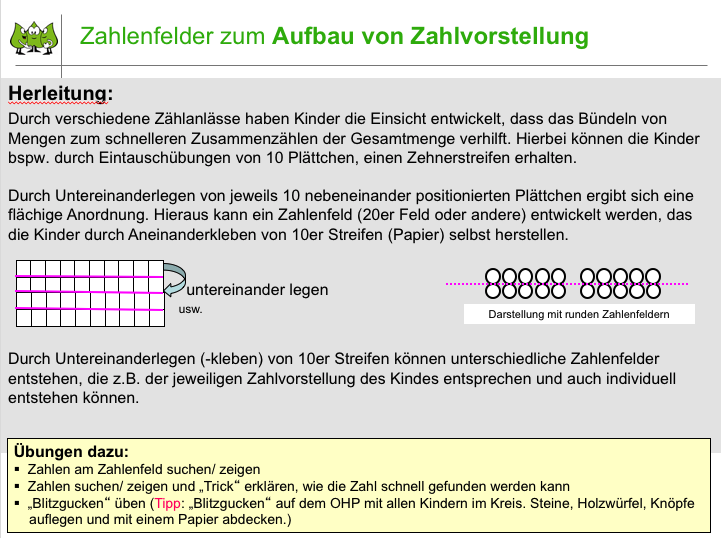 Zahlenfelder zum Aufbau von Zahlvorstellung
Herleitung:
Durch verschiedene Zählanlässe haben Kinder die Einsicht entwickelt, dass das Bündeln von
Mengen zum schnelleren Zusammenzählen der Gesamtmenge verhilft. Hierbei können die Kinder
bspw. durch Eintauschübungen von 10 Plättchen, einen Zehnerstreifen erhalten.
Durch Untereinanderlegen von jeweils 10 nebeneinander positionierten Plättchen ergibt sich eine
flächige Anordnung. Hieraus kann ein Zahlenfeld (20er Feld oder andere) entwickelt werden, das
die Kinder durch Aneinanderkleben von 10er Streifen (Papier) selbst herstellen.
untereinander legen
usw.
Darstellung mit runden Zahlenfeldern
Durch Untereinanderlegen (-kleben) von 10er Streifen können unterschiedliche Zahlenfelder
entstehen, die z.B. der jeweiligen Zahlvorstellung des Kindes entsprechen und auch individuell
entstehen können.
Übungen dazu:
▪ Zahlen am Zahlenfeld suchen/ zeigen
▪ Zahlen suchen/ zeigen und „Trick“ erklären, wie die Zahl schnell gefunden werden kann
▪ „Blitzgucken“ üben (Tipp: „Blitzgucken“ auf dem OHP mit allen Kindern im Kreis. Steine, Holzwürfel, Knöpfe
auflegen und mit einem Papier abdecken.)